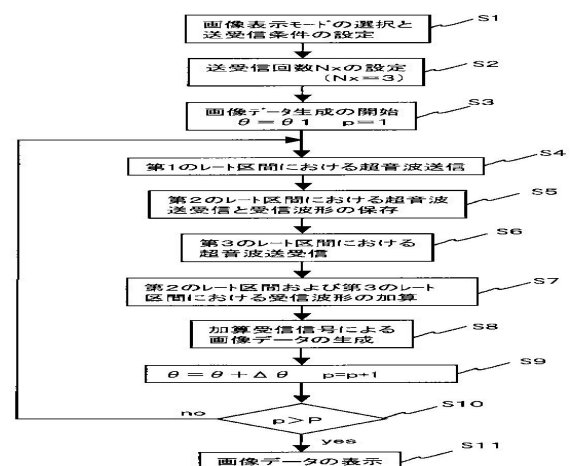 画像表示モードの選択と
送受信条件の設定
S1
送受信回数Nxの設定
(Nx=3)
S2
画像データ生成の開始
θ=θ1 p=1
S3
第1のレート区間における超音波送信
S4
第2のレート区間における超音波
送受信と受信波形の保存
S5
第3のレート区間における
超音波送受信
S6
第2のレート区間および第3のレート
区間における受信波形の加算
S7
加算受信信号による
画像データの生成
S8
θ=θ+Δθ p=p+1
S9
no
p>P
S10
yes
画像データの表示
S11